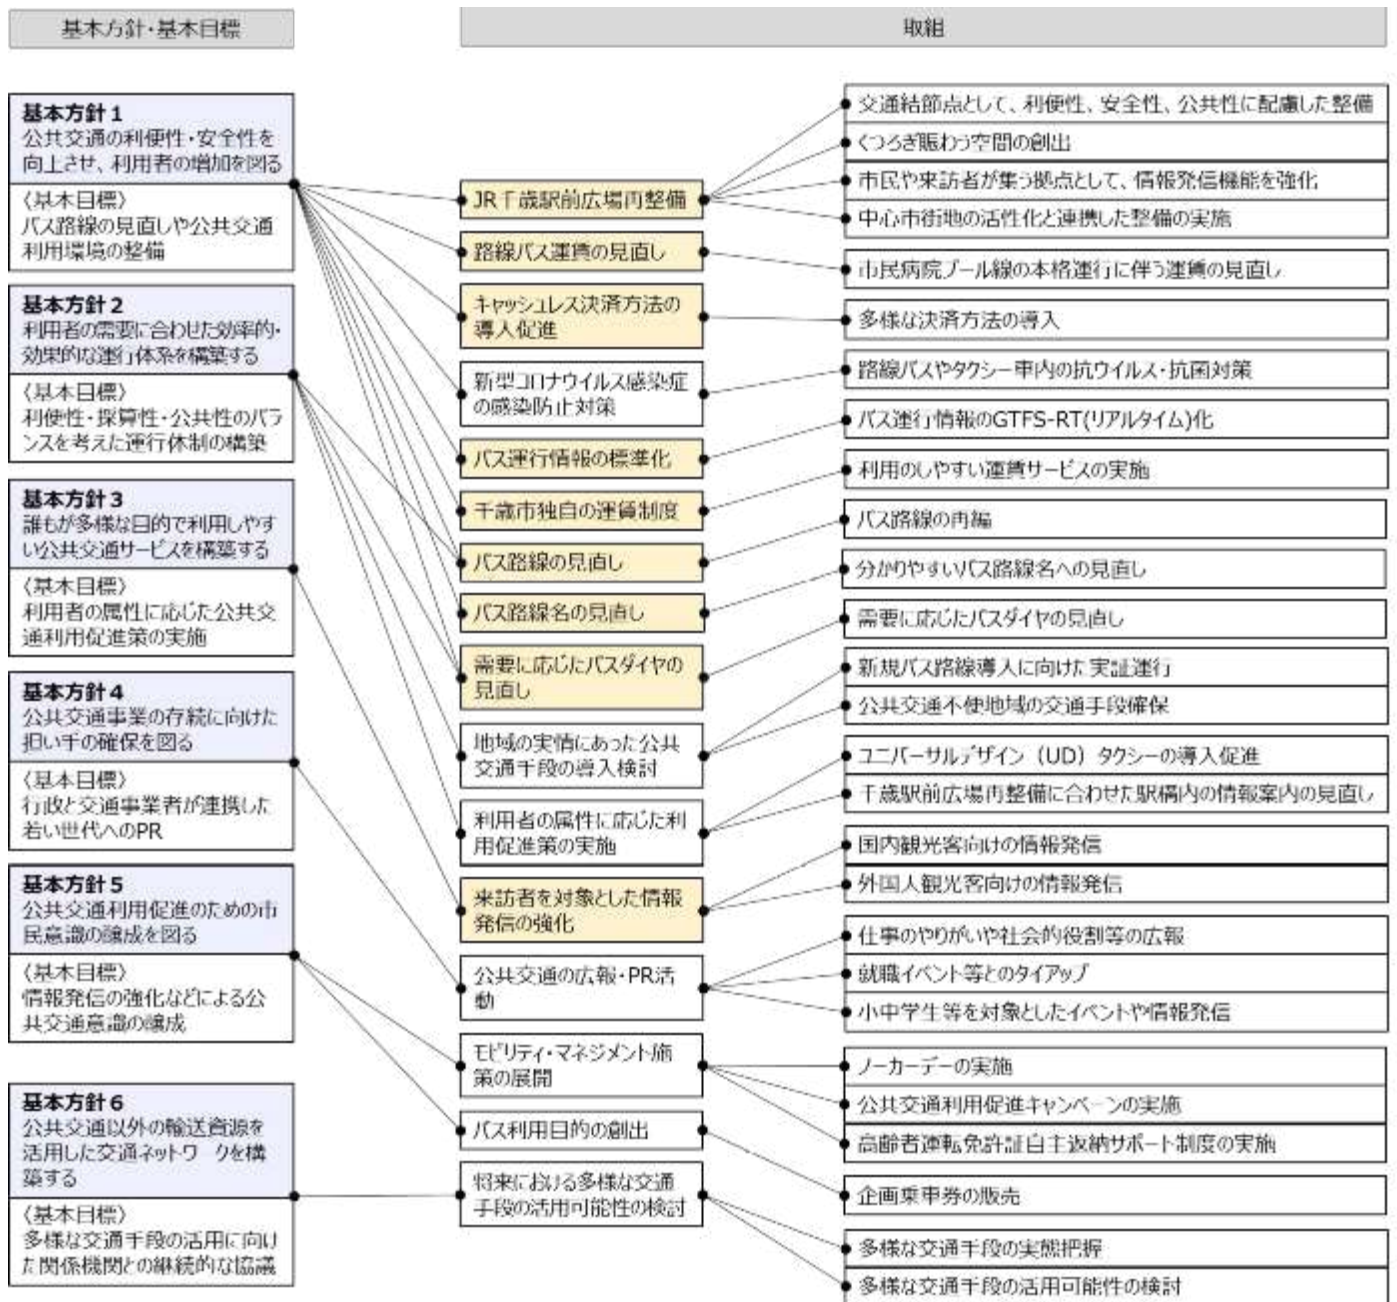 基本方針・基本目標
取組
基本方針1
公共交通の利便性・安全性を
向上させ、利用者の増加を図る
〈基本目標〉
バス路線の見直しや公共交通
利用環境の整備
基本方針2
利用者の需要に合わせた効率的・
効果的な運行体系を構築する
〈基本目標〉
利便性・採算性・公共性のバラ
ンスを考えた運行体制の構築
基本方針3
誰もが多様な目的で利用しやす
い公共交通サービスを構築する
〈基本目標〉
利用者の属性に応じた公共交
通利用促進策の実施
基本方針4
公共交通事業の存続に向けた
担い手の確保を図る
〈基本目標〉
行政と交通事業者が連携した
若い世代へのPR
基本方針5
公共交通利用促進のための市
民意識の醸成を図る
〈基本目標〉
情報発信の強化などによる公
共交通意識の醸成
基本方針6
公共交通以外の輸送資源を
活用した交通ネットワークを構
築する
〈基本目標〉
多様な交通手段の活用に向け
た関係機関との継続的な協議
JR千歳駅前広場再整備
路線バス運賃の見直し
キャッシュレス決済方法の
導入促進
新型コロナウイルス感染症
の感染防止対策
バス運行情報の標準化
千歳市独自の運賃制度
バス路線の見直し
バス路線名の見直し
需要に応じたバスダイヤの
見直し
地域の実情にあった公共
交通手段の導入検討
利用者の属性に応じた利
用促進策の実施
来訪者を対象とした情報
発信の強化
公共交通の広報・PR活
動
モビリティ・マネジメント施
策の展開
バス利用目的の創出
将来における多様な交通
手段の活用可能性の検討
交通結節点として、利便性、安全性、公共性に配慮した整備
くつろぎ賑わう空間の創出
市民や来訪者が集う拠点として、情報発信機能を強化
中心市街地の活性化と連携した整備の実施
市民病院プール線の本格運行に伴う運賃の見直し
多様な決済方法の導入
路線バスやタクシー車内の抗ウイルス・抗菌対策
バス運行情報のGTFS-RT(リアルタイム)化
利用のしやすい運賃サービスの実施
バス路線の再編
分かりやすいバス路線名への見直し
需要に応じたバスダイヤの見直し
新規バス路線導入に向けた実証運行
公共交通不便地域の交通手段確保
ユニバーサルデザイン（UD）タクシーの導入促進
千歳駅前広場再整備に合わせた駅構内の情報案内の見直し
国内観光客向けの情報発信
外国人観光客向けの情報発信
仕事のやりがいや社会的役割等の広報
就職イベント等とのタイアップ
小中学生等を対象としたイベントや情報発信
ノーカーデーの実施
公共交通利用促進キャンペーンの実施
高齢者運転免許証自主返納サポート制度の実施
企画乗車券の販売
多様な交通手段の実態把握
多様な交通手段の活用可能性の検討